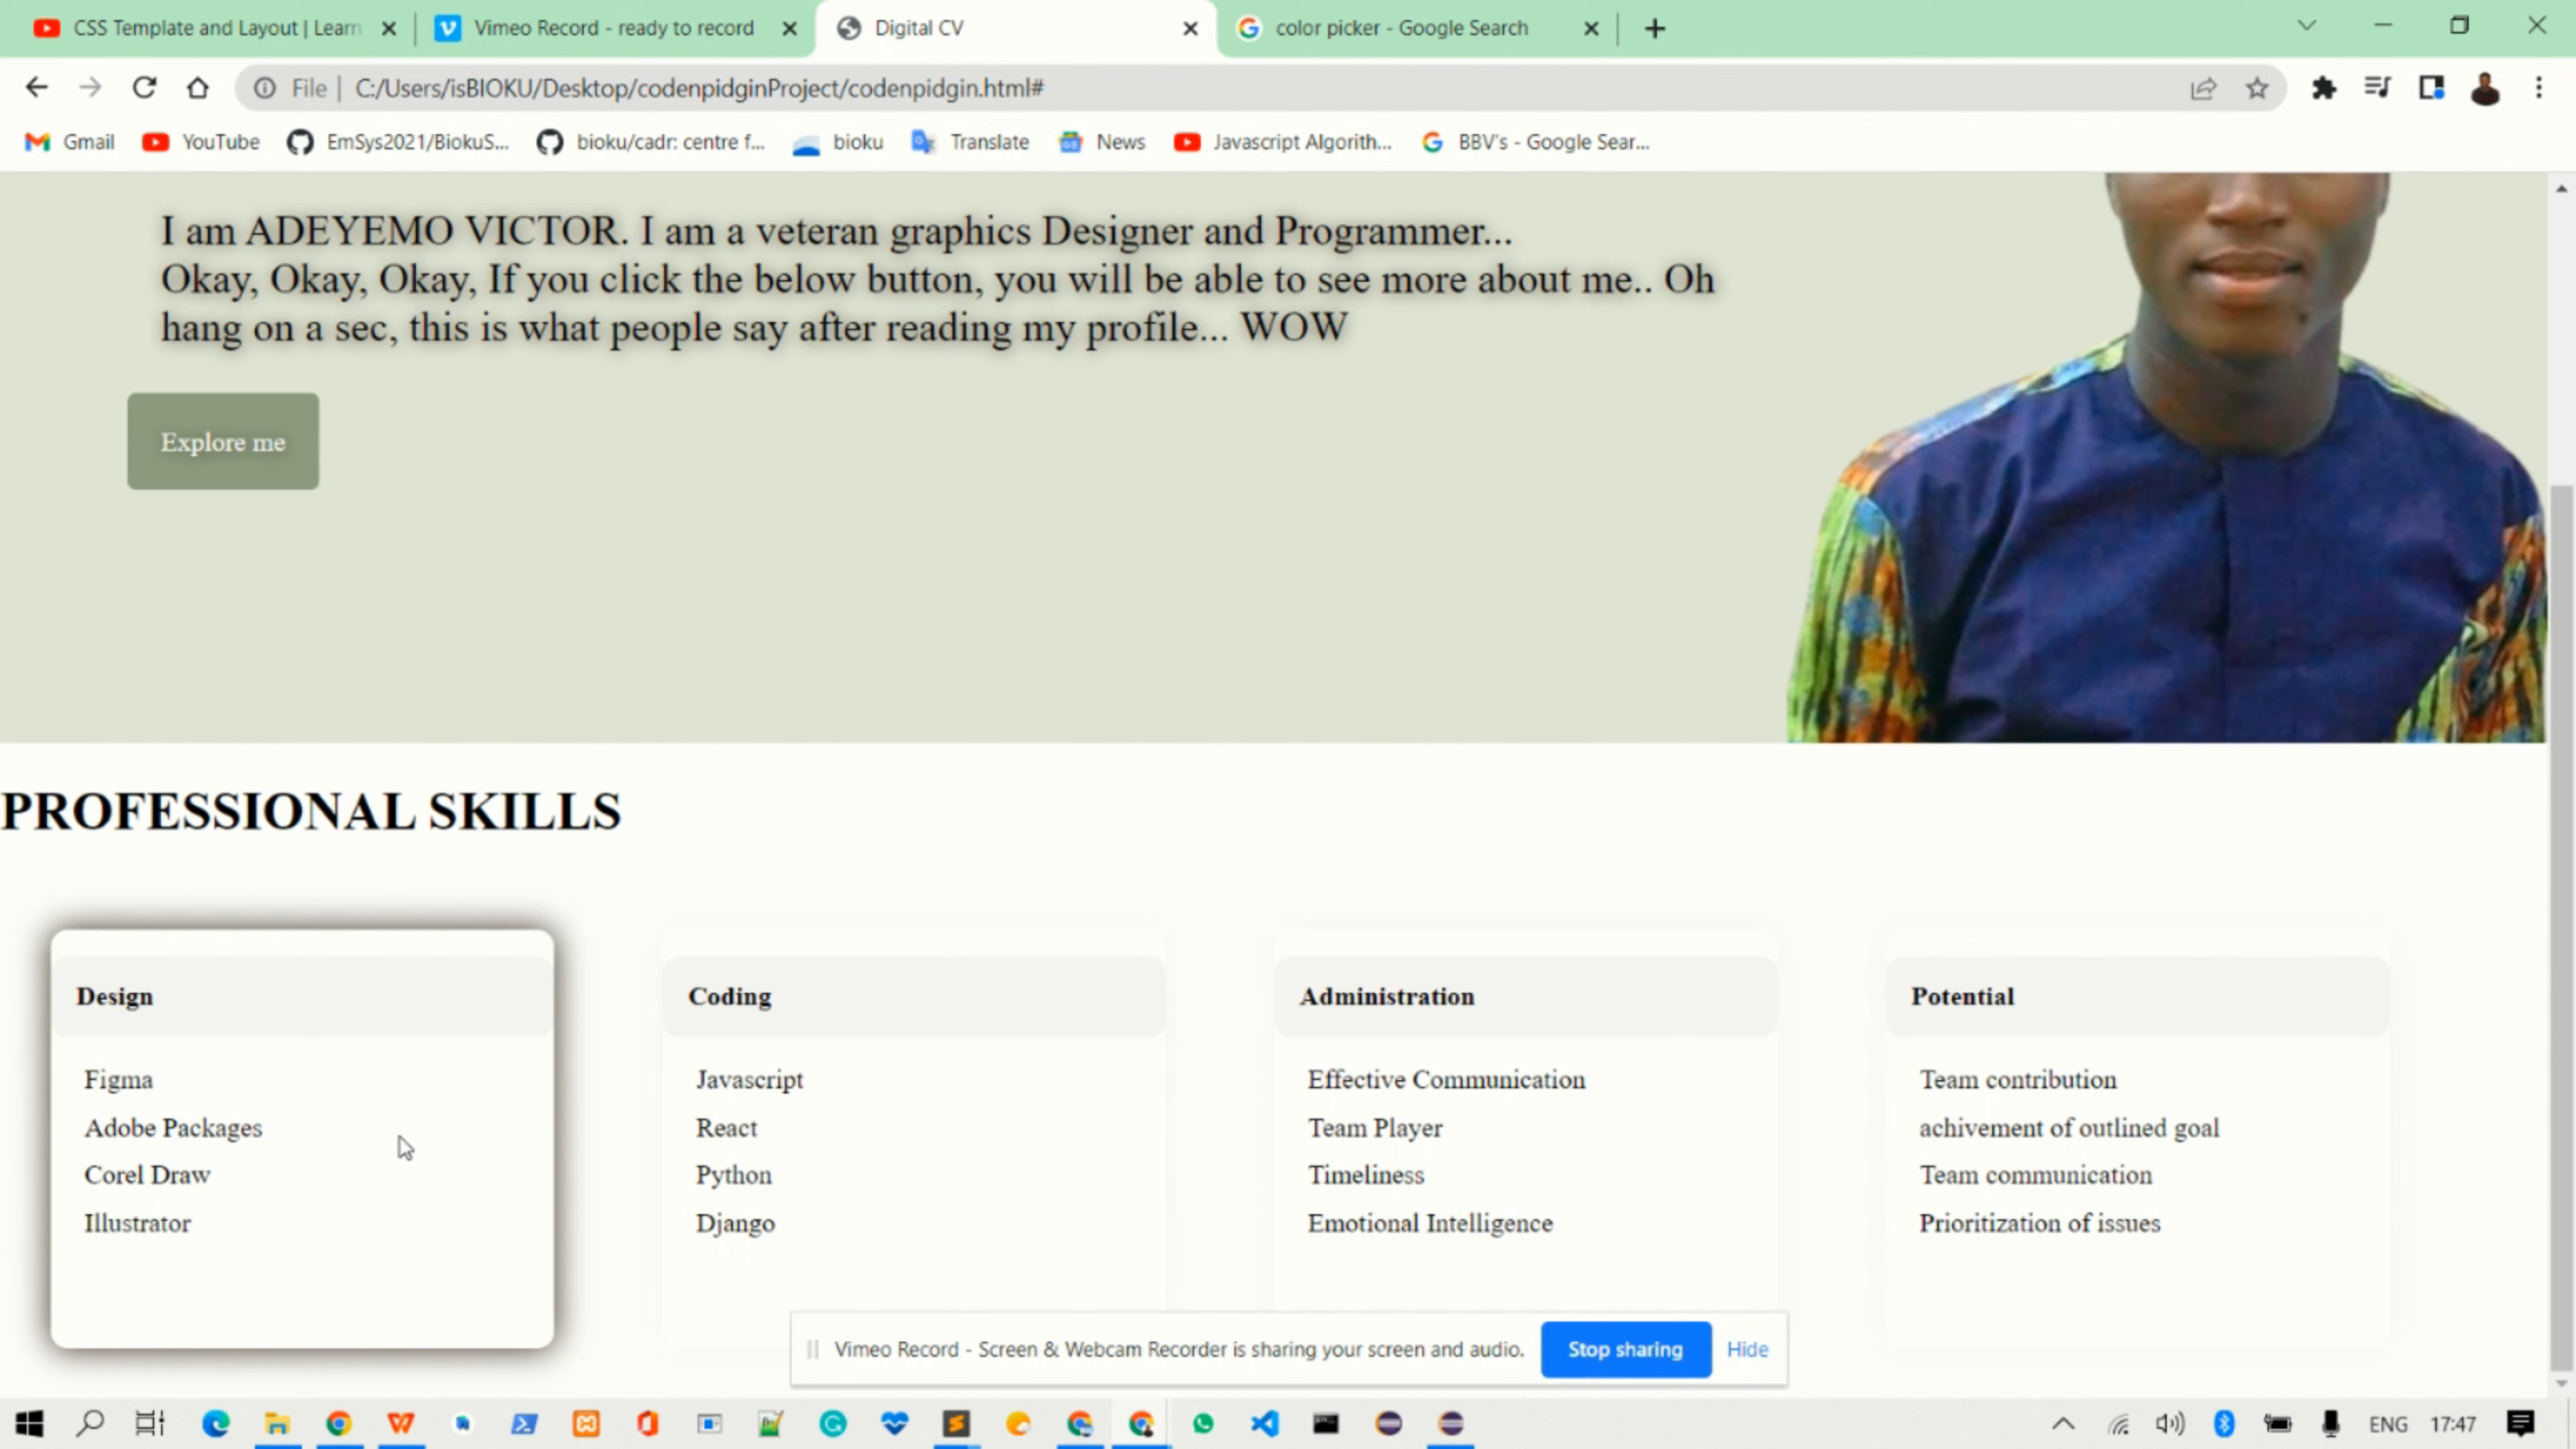 CSS Template and Layout | Learn
Vimeo Record - ready to record
Digital CV
color picker - Google Search
File | C:/Users/isBIOKU/Desktop/codenpidginProject/codenpidgin.html#
Gmail
YouTube
EmSys2021/BiokuS...
bioku/cadr: centre f...
bioku
Translate
News
Javascript Algorith...
BBV's - Google Sear...
I am ADEYEMO VICTOR. I am a veteran graphics Designer and Programmer...
Okay, Okay, Okay, If you click the below button, you will be able to see more about me.. Oh
hang on a sec, this is what people say after reading my profile... WOW
Explore me
PROFESSIONAL SKILLS
Design
Figma
Adobe Packages
Corel Draw
Illustrator
Coding
Javascript
React
Python
Django
Administration
Effective Communication
Team Player
Timeliness
Emotional Intelligence
Potential
Team contribution
achivement of outlined goal
Team communication
Prioritization of issues
Vimeo Record - Screen & Webcam Recorder is sharing your screen and audio.
Stop sharing
Hide
ENG
17:47